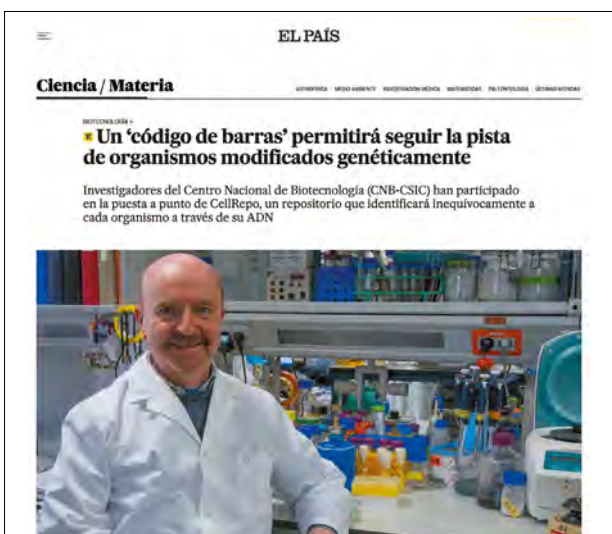 EL PAÍS
Ciencia / Materia
ASTROFÍSICA MEDIO AMBIENTE INVESTIGACIÓN MÉDICA MATEMÁTICAS PALEONTOLOGÍA ÚLTIMAS NOTICIAS
BIOTECNOLOGÍA ›
E Un ‘código de barras’ permitirá seguir la pista
de organismos modificados genéticamente
Investigadores del Centro Nacional de Biotecnología (CNB-CSIC) han participado
en la puesta a punto de CellRepo, un repositorio que identificará inequívocamente a
cada organismo a través de su ADN